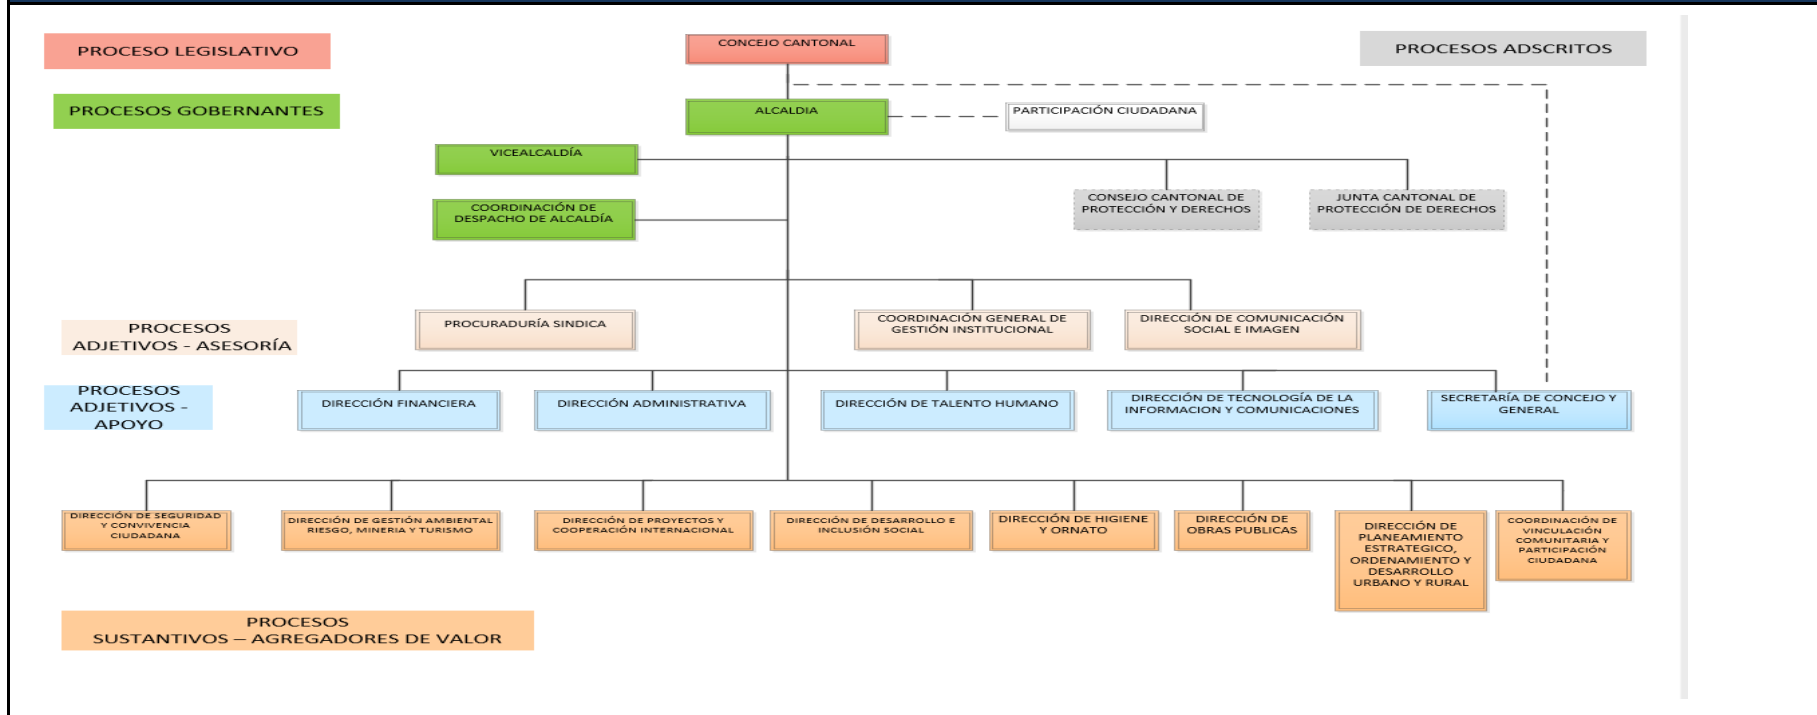 PROCESO LEGISLATIVO
CONCEJO CANTONAL
PROCESOS ADSCRITOS
PROCESOS GOBERNANTES
ALCALDIA
PARTICIPACIÓN CIUDADANA
VICEALCALDÍA
CONSEJO CANTONAL DE
PROTECCIÓN Y DERECHOS
JUNTA CANTONAL DE
PROTECCIÓN DE DERECHOS
COORDINACIÓN DE
DESPACHO DE ALCALDÍA
PROCESOS
ADJETIVOS - ASESORÍA
PROCURADURÍA SINDICA
COORDINACIÓN GENERAL DE
GESTIÓN INSTITUCIONAL
DIRECCIÓN DE COMUNICACIÓN
SOCIAL E IMAGEN
PROCESOS
ADJETIVOS -
APOYO
DIRECCIÓN FINANCIERA
DIRECCIÓN ADMINISTRATIVA
DIRECCIÓN DE TALENTO HUMANO
DIRECCIÓN DE TECNOLOGÍA DE LA
INFORMACION Y COMUNICACIONES
SECRETARÍA DE CONCEJO Y
GENERAL
DIRECCIÓN DE SEGURIDAD
Y CONVIVENCIA
CIUDADANA
DIRECCIÓN DE GESTIÓN AMBIENTAL
RIESGO, MINERIA Y TURISMO
DIRECCIÓN DE PROYECTOS Y
COOPERACIÓN INTERNACIONAL
DIRECCIÓN DE DESARROLLO E
INCLUSIÓN SOCIAL
DIRECCIÓN DE HIGIENE
Y ORNATO
DIRECCIÓN DE
OBRAS PUBLICAS
DIRECCIÓN DE
PLANEAMIENTO
ESTRATEGICO,
ORDENAMIENTO Y
DESARROLLO
URBANO Y RURAL
COORDINACIÓN DE
VINCULACIÓN
COMUNITARIA Y
PARTICIPACIÓN
CIUDADANA
PROCESOS
SUSTANTIVOS – AGREGADORES DE VALOR